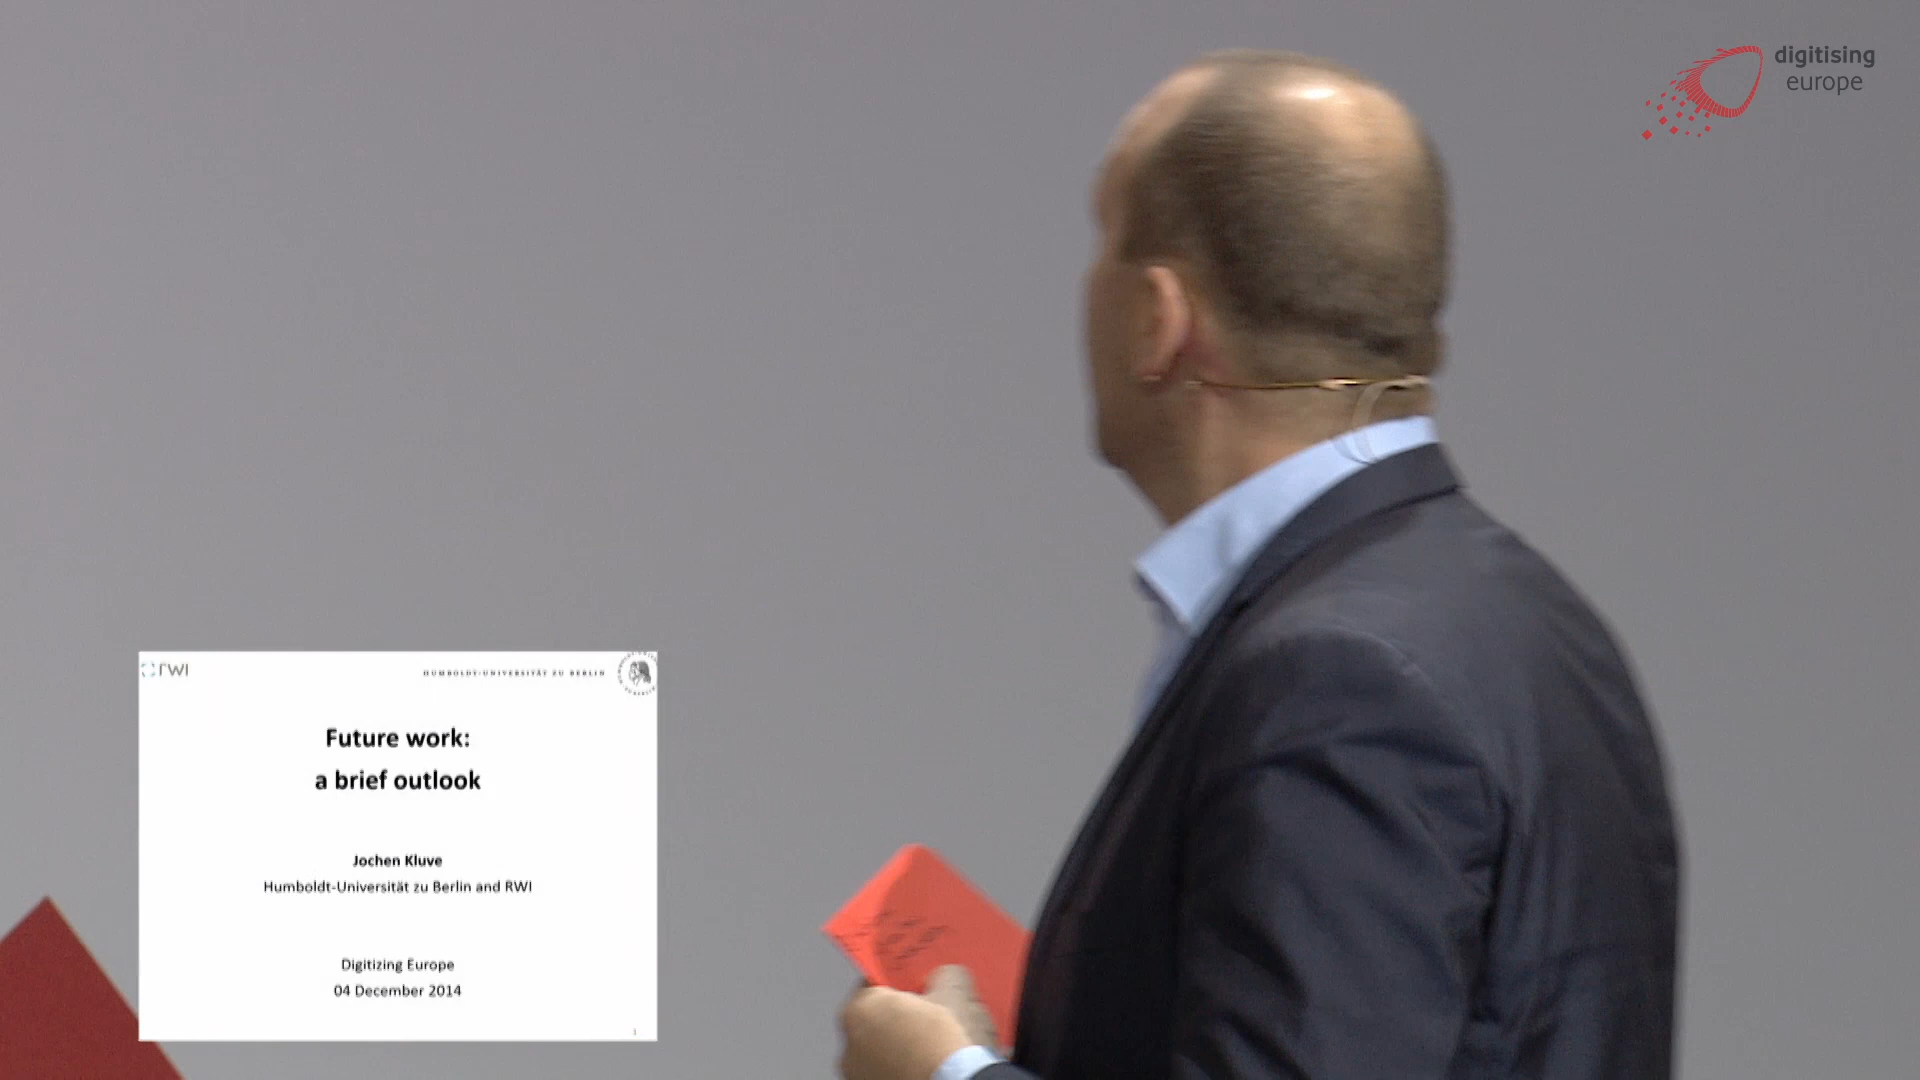 digitising
europe
rwi
HUMBOLDT-UNIVERSITÄT ZU BERLIN
Future work:
a brief outlook
Jochen Kluve
Humboldt-Universität zu Berlin and RWI
Digitizing Europe
04 December 2014
1